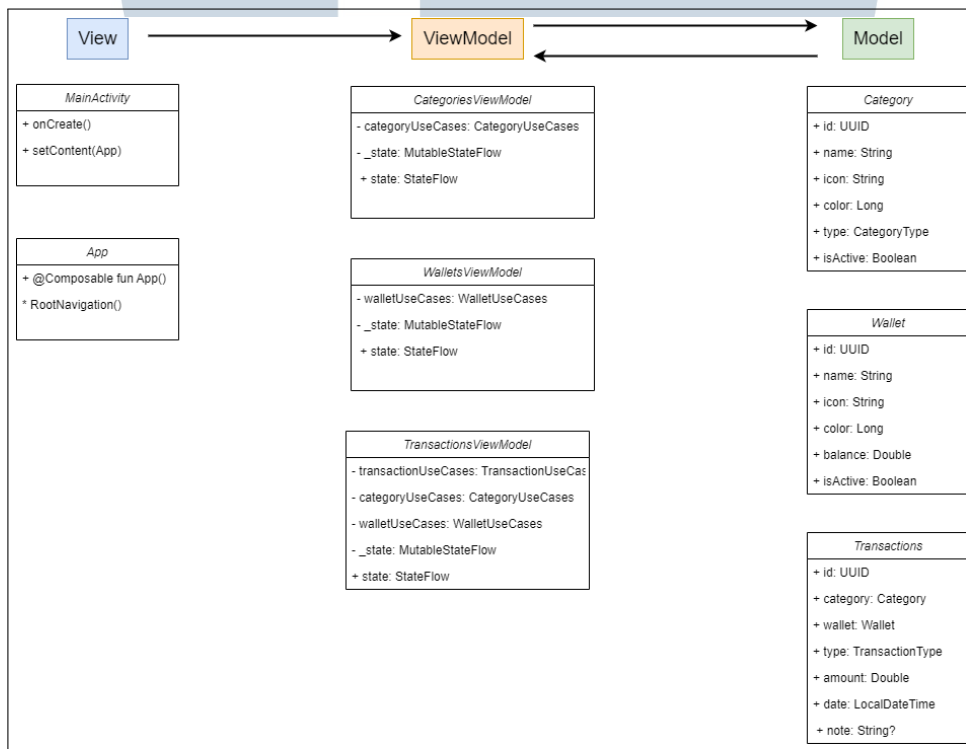 View
ViewModel
Model
MainActivity
+ onCreate()
+ setContent(App)
App
+ @Composable fun App()
* RootNavigation()
CategoriesViewModel
- categoryUseCases: CategoryUseCases
- _state: MutableStateFlow
+ state: StateFlow
WalletsViewModel
- walletUseCases: WalletUseCases
- _state: MutableStateFlow
+ state: StateFlow
TransactionsViewModel
- transactionUseCases: TransactionUseCas
- categoryUseCases: CategoryUseCases
- walletUseCases: WalletUseCases
- _state: MutableStateFlow
+ state: StateFlow
Category
+ id: UUID
+ name: String
+ icon: String
+ color: Long
+ type: CategoryType
+ isActive: Boolean
Wallet
+ id: UUID
+ name: String
+ icon: String
+ color: Long
+ balance: Double
+ isActive: Boolean
Transactions
+ id: UUID
+ category: Category
+ wallet: Wallet
+ type: TransactionType
+ amount: Double
+ date: LocalDateTime
+ note: String?